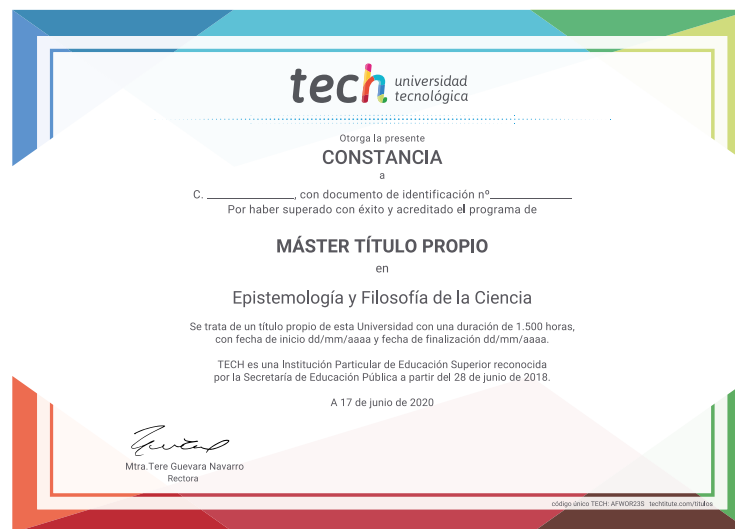 tech universidad
tecnológica
Otorga la presente
CONSTANCIA
a
C. ________________, con documento de identificación nº_______________
Por haber superado con éxito y acreditado el programa de
MÁSTER TÍTULO PROPIO
en
Epistemología y Filosofía de la Ciencia
Se trata de un título propio de esta Universidad con una duración de 1.500 horas,
con fecha de inicio dd/mm/aaaa y fecha de finalización dd/mm/aaaa.
TECH es una Institución Particular de Educación Superior reconocida
por la Secretaría de Educación Pública a partir del 28 de junio de 2018.
A 17 de junio de 2020
Mtra.Tere Guevara Navarro
Rectora
código único TECH: AFWOR23S techtitute.com/titulos